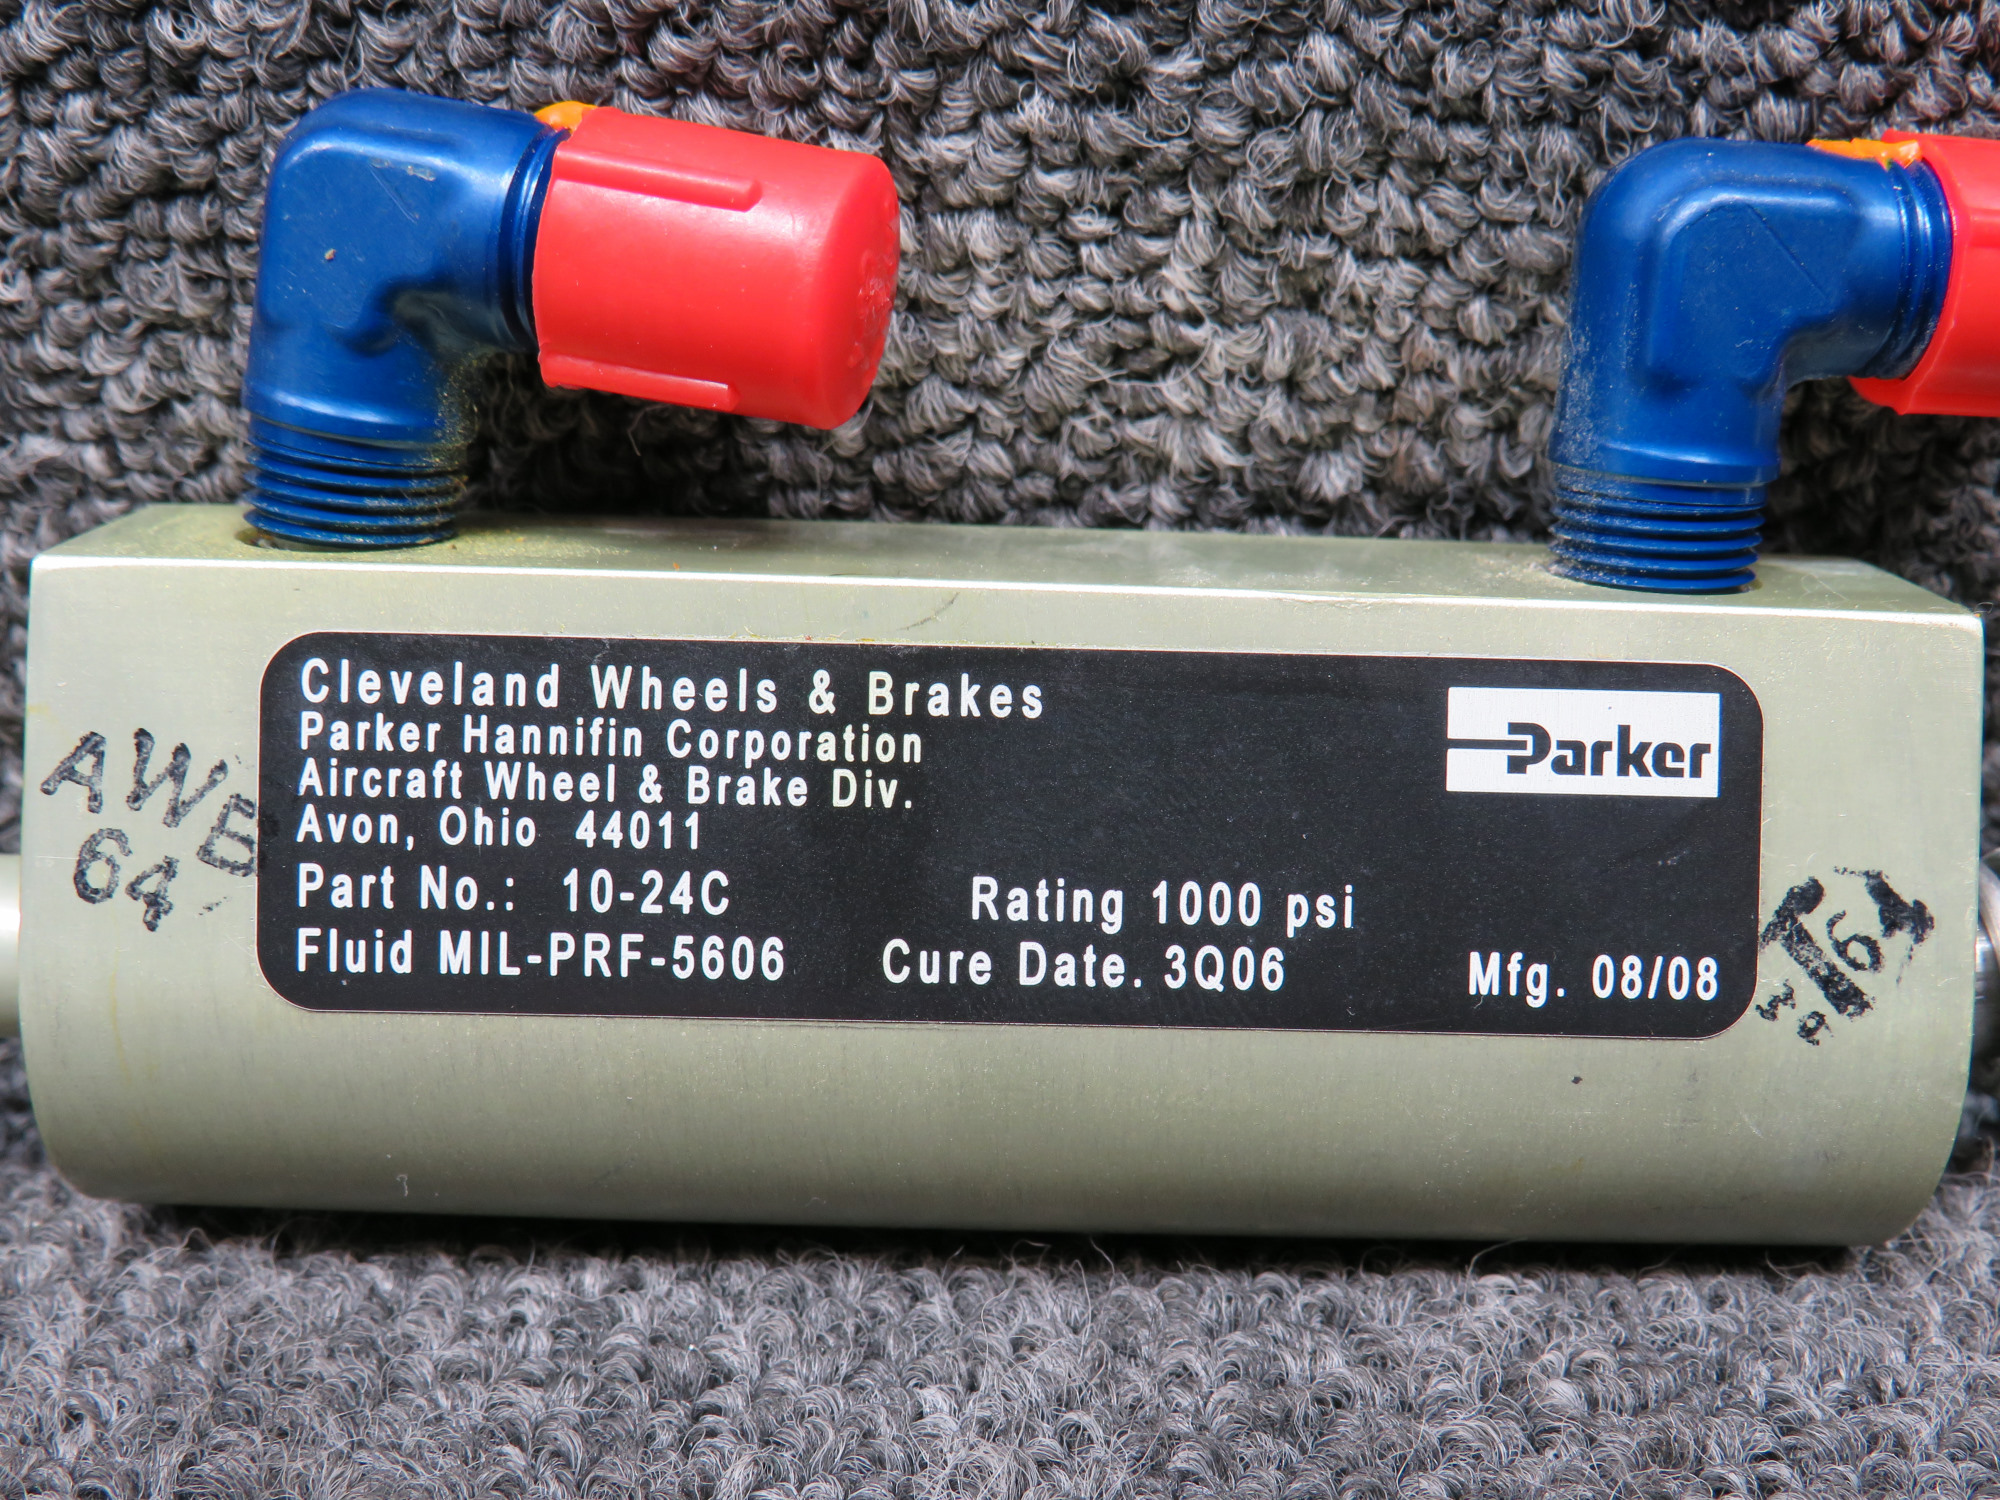 Cleveland Wheels & Brakes
Parker Hannifin Corporation
Aircraft Wheel & Brake Div.
Avon, Ohio 44011
Part No.: 10-24C
Rating 1000 psi
Fluid MIL-PRF-5606
Cure Date. 3Q06
Mfg. 08/08
Parker
AWB
64